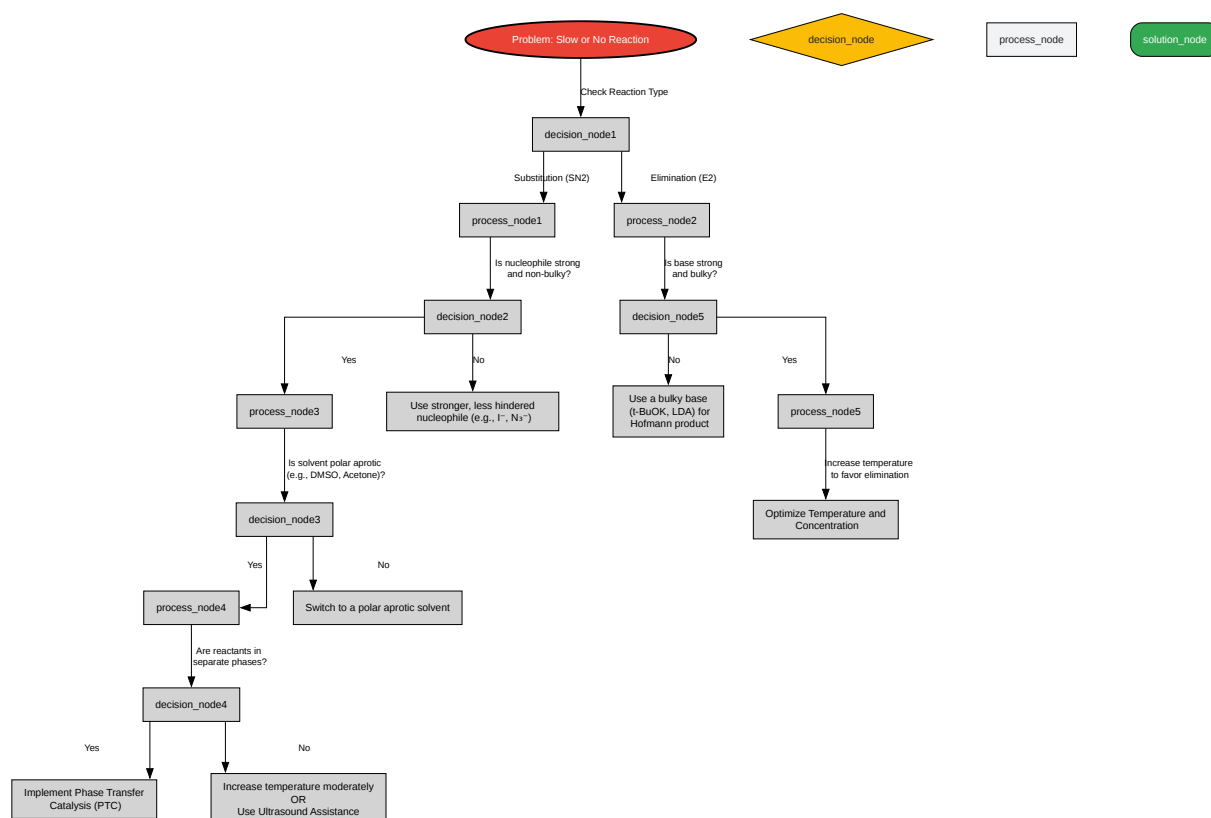 Problem: Slow or No Reaction
decision_node
process_node
solution_node
Check Reaction Type
decision_node1
Substitution (SN2)
Elimination (E2)
process_node1
process_node2
Is nucleophile strong
and non-bulky?
Is base strong
and bulky?
decision_node2
decision_node5
Yes
No
No
Yes
process_node3
Use stronger, less hindered
nucleophile (e.g., I⁻, N₃⁻)
Use a bulky base
(t-BuOK, LDA) for
Hofmann product
process_node5
Is solvent polar aprotic
(e.g., DMSO, Acetone)?
Increase temperature
to favor elimination
decision_node3
Optimize Temperature and
Concentration
Yes
No
process_node4
Switch to a polar aprotic solvent
Are reactants in
separate phases?
decision_node4
Yes
No
Implement Phase Transfer
Catalysis (PTC)
Increase temperature moderately
OR
Use Ultrasound Assistance